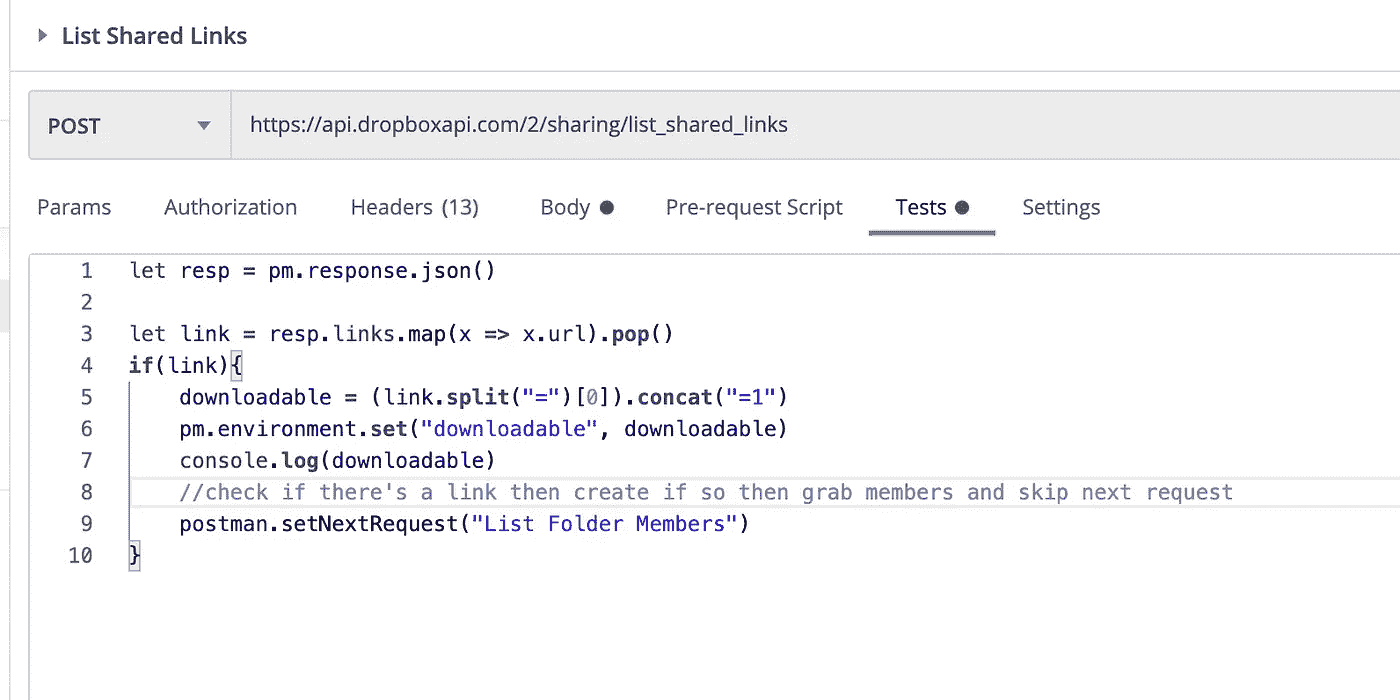 List Shared Links
POST https://api.dropboxapi.com/2/sharing/list_shared_links
Params Authorization Headers (13) Body Pre-request Script Tests Settings
1 let resp = pm.response.json()
2
3 let link = resp.links.map(x => x.url).pop()
4 if(link){
5 downloadable = (link.split("=")[0]).concat("=1")
6 pm.environment.set("downloadable", downloadable)
7 console.log(downloadable)
8 //check if there's a link then create if so then grab members and skip next request
9 postman.setNextRequest("List Folder Members")
10 }